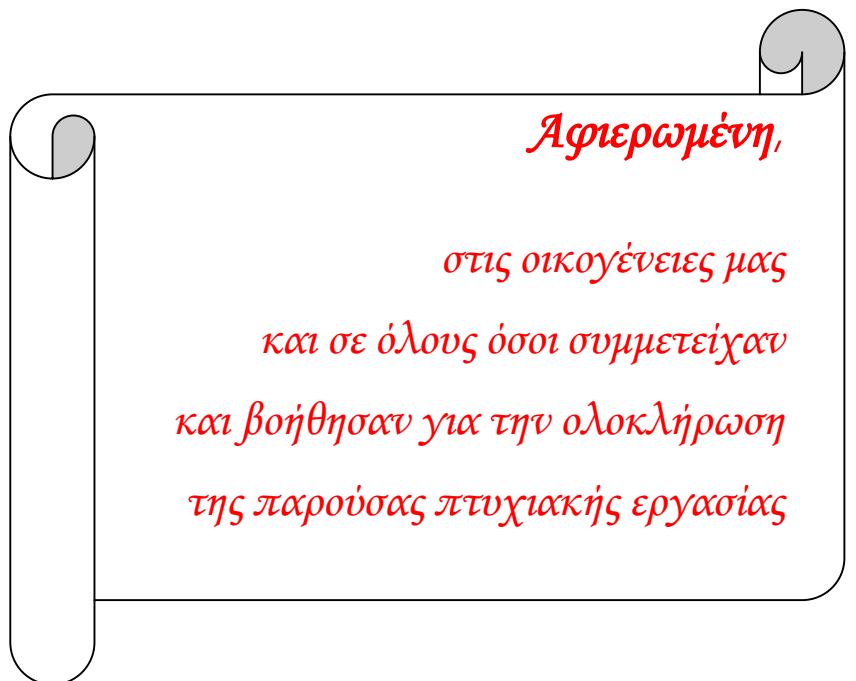 Αφιερωμένη,
στις οικογένειες μας
και σε όλους όσοι συμμετείχαν
και βοήθησαν για την ολοκλήρωση
της παρούσας πτυχιακής εργασίας